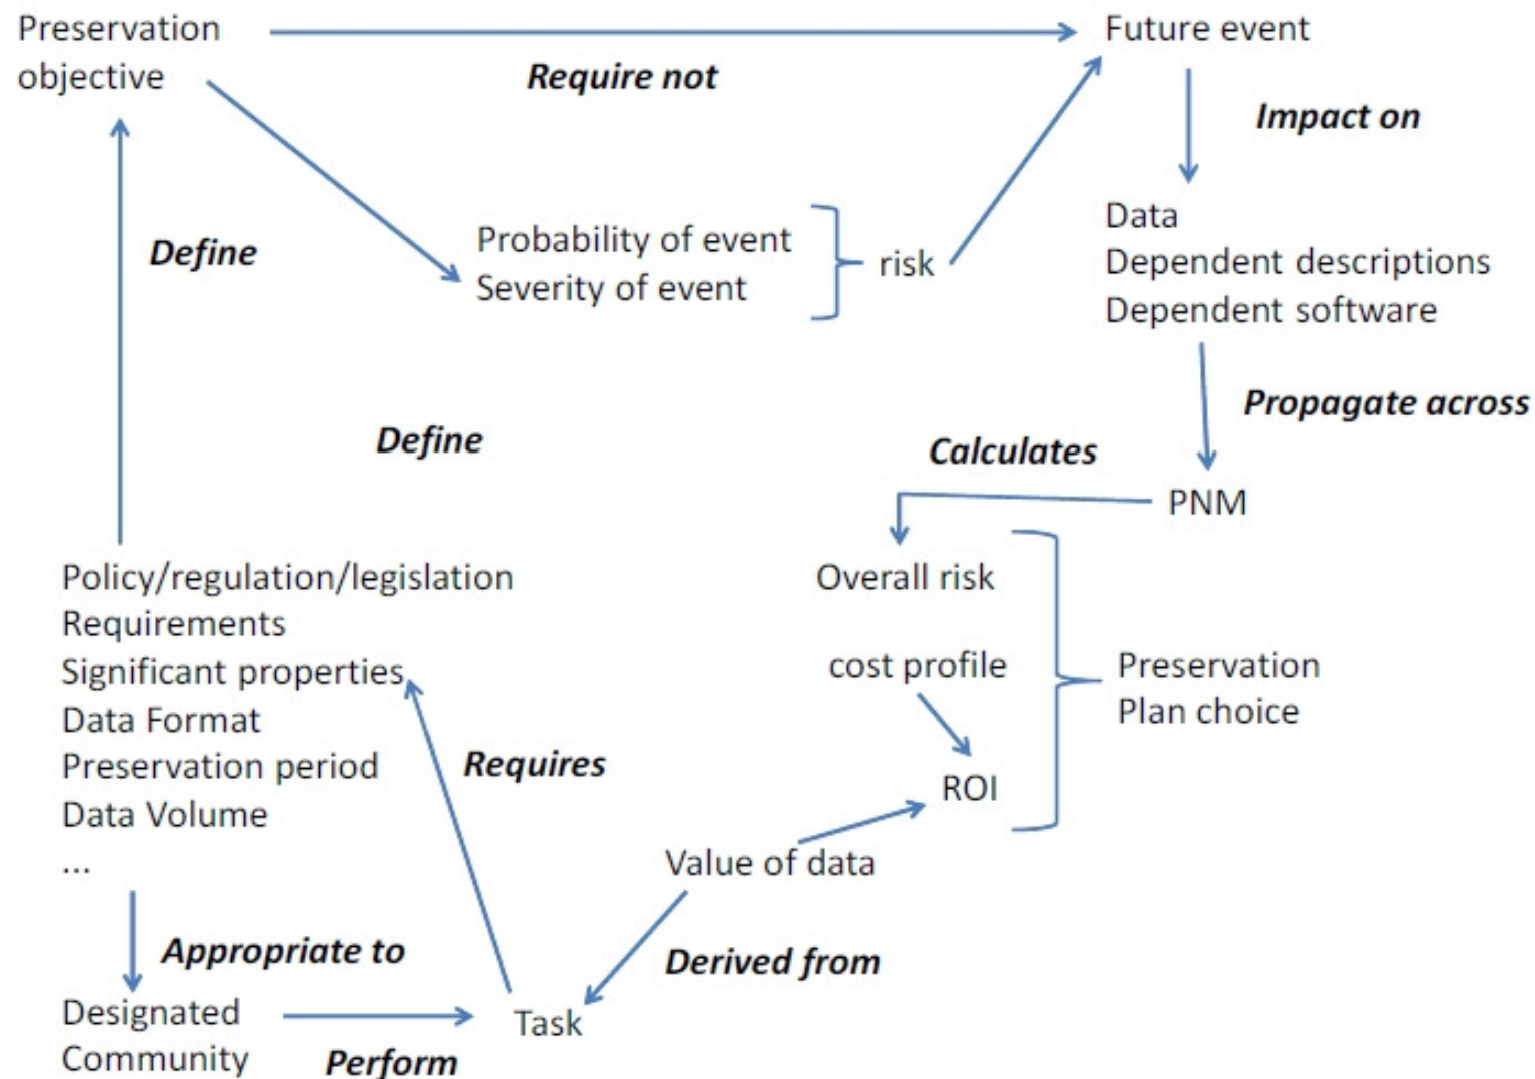 Preservation
objective
Require not
Future event
Impact on
Define
Probability of event
Severity of event
risk
Data
Dependent descriptions
Dependent software
Define
Propagate across
Calculates
PNM
Policy/regulation/legislation
Requirements
Significant properties
Data Format
Preservation period
Data Volume
...
Overall risk
cost profile
ROI
Preservation
Plan choice
Requires
Value of data
Appropriate to
Derived from
Designated
Community
Perform
Task